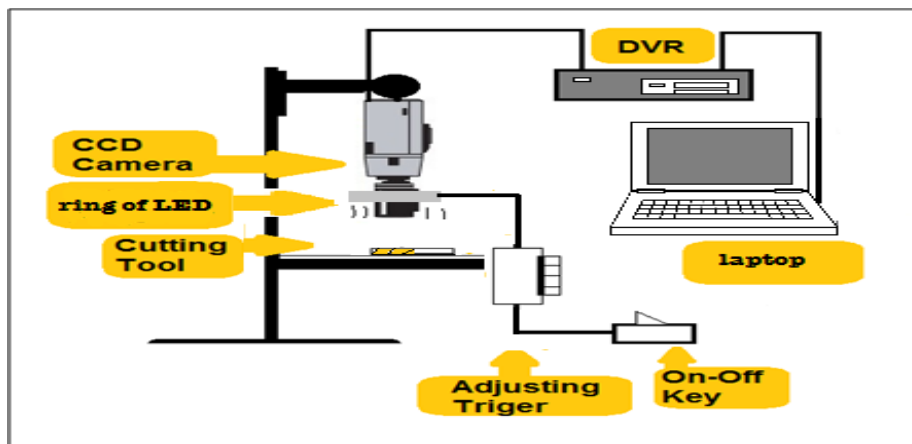 DVR
CCD
Camera
ring of LED
Cutting
Tool
laptop
Adjusting
Triger
On-Off
Key